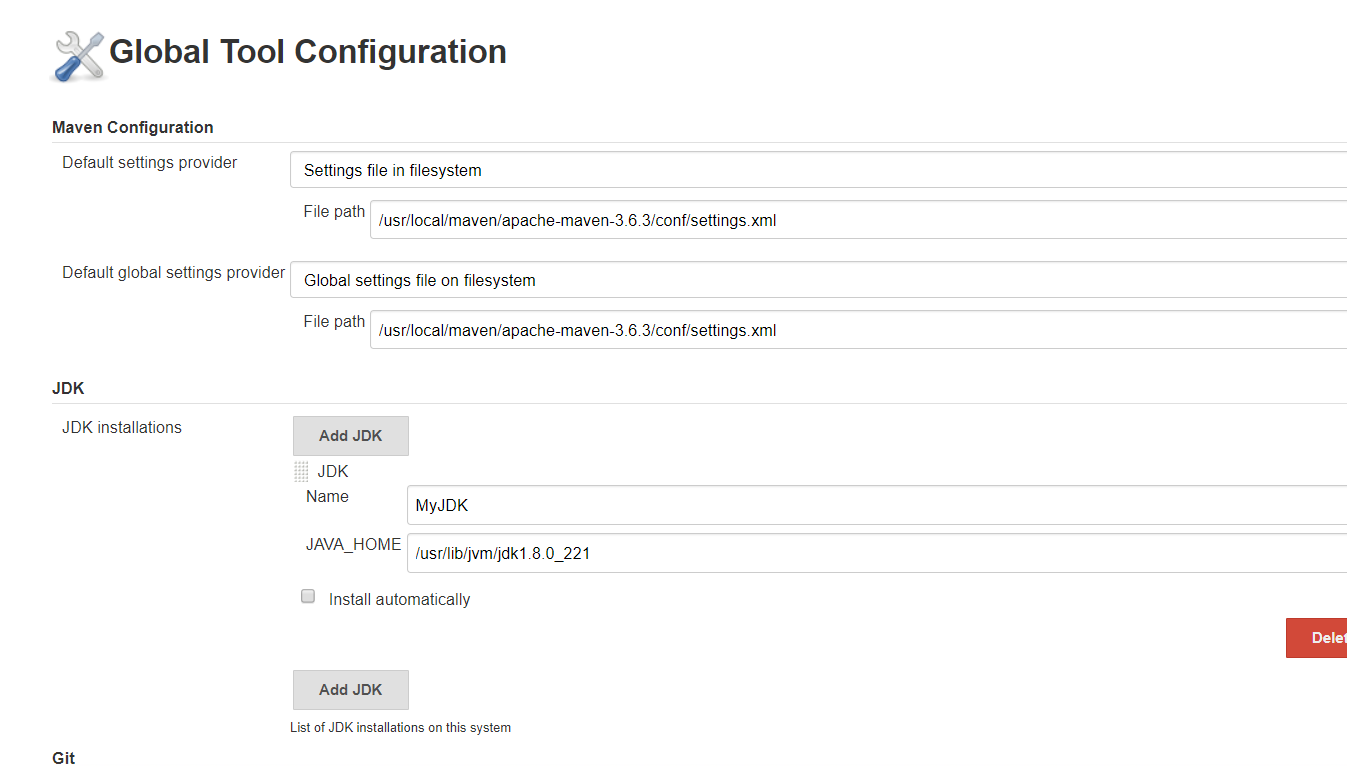 Global Tool Configuration
Maven Configuration
Default settings provider
Settings file in filesystem
File path
/usr/local/maven/apache-maven-3.6.3/conf/settings.xml
Default global settings provider
Global settings file on filesystem
File path
/usr/local/maven/apache-maven-3.6.3/conf/settings.xml
JDK
JDK installations
Add JDK
JDK
Name
MyJDK
JAVA_HOME
/usr/lib/jvm/jdk1.8.0_221
Install automatically
Delet
Add JDK
List of JDK installations on this system
Git